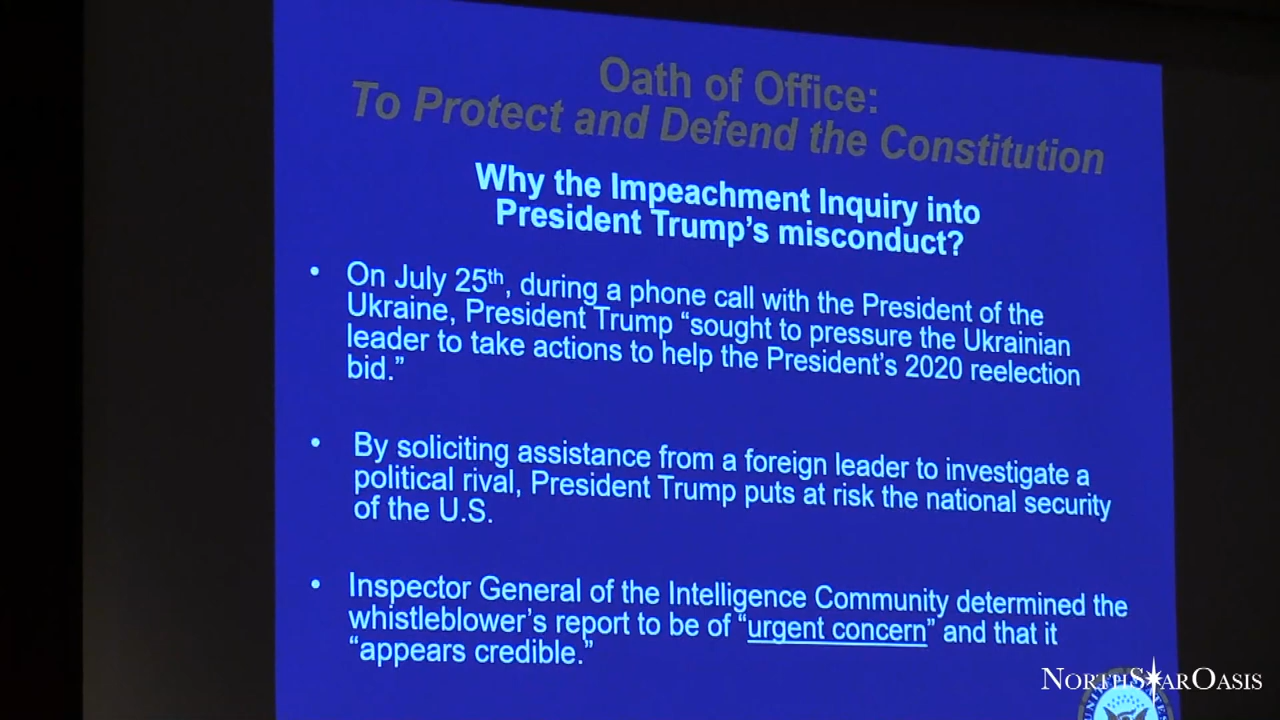 Oath of Office:
To Protect and Defend the Constitution
Why the Impeachment Inquiry into
President Trump's misconduct?
• On July 25th, during a phone call with the President of the
Ukraine, President Trump “sought to pressure the Ukrainian
leader to take actions to help the President's 2020 reelection
bid.”
• By soliciting assistance from a foreign leader to investigate a
political rival, President Trump puts at risk the national security
of the U.S.
• Inspector General of the Intelligence Community determined the
whistleblower's report to be of “urgent concern” and that it
“appears credible.”
NORTHSTAROASIS